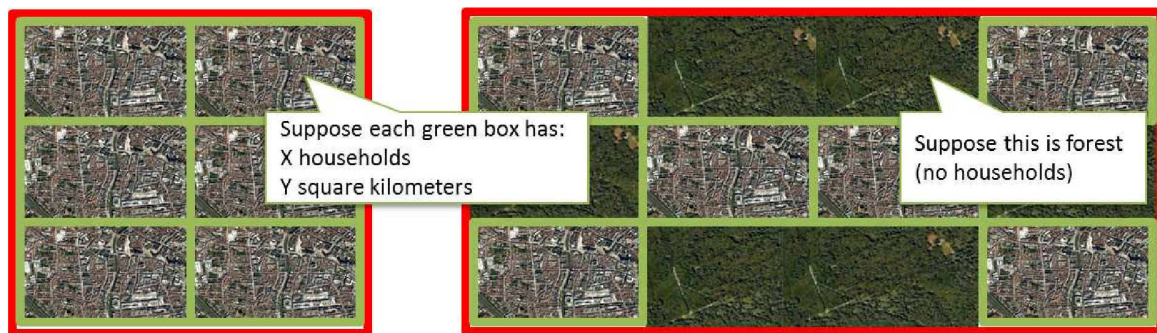 Suppose each green box has:
X households
Y square kilometers
Suppose this is forest
(no households)